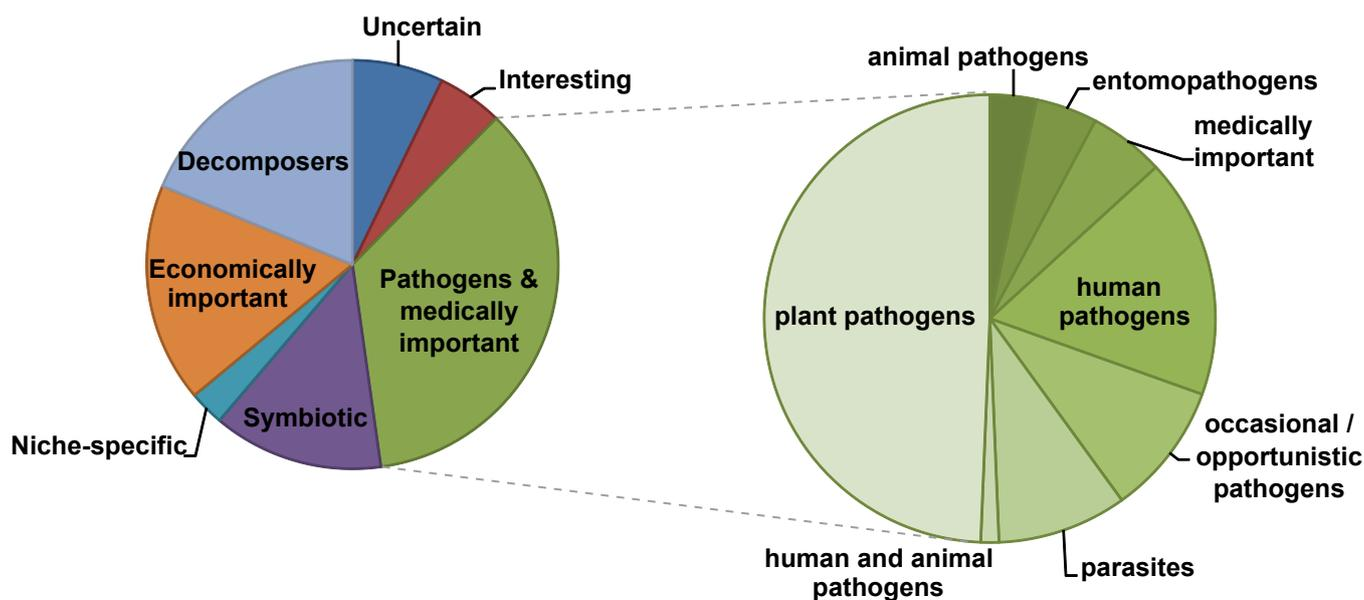 Uncertain
Interesting
Decomposers
Economically
important
Pathogens &
medically
important
Symbiotic
Niche-specific
animal pathogens
entomopathogens
medically
important
human
pathogens
plant pathogens
occasional /
opportunistic
pathogens
human and animal
pathogens
parasites